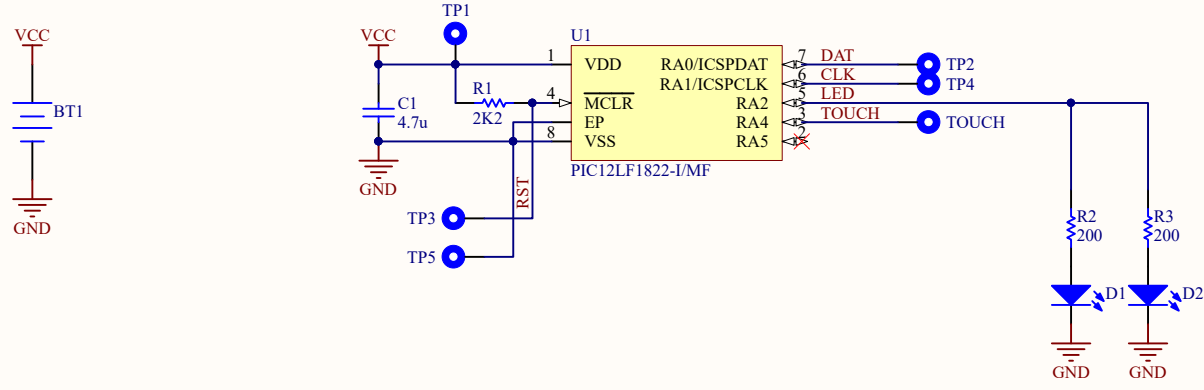 TP1
VCC
VCC
U1
1
VDD
RA0/ICSPDAT
7
DAT
TP2
RA1/ICSPCLK
6
CLK
TP4
BT1
C1
4.7u
R1
2K2
4
MCLR
RA2
5
LED
EP
RA4
3
TOUCH
TOUCH
8
VSS
RA5
2
PIC12LF1822-I/MF
GND
GND
RST
TP3
TP5
R2
200
R3
200
D1
D2
GND
GND